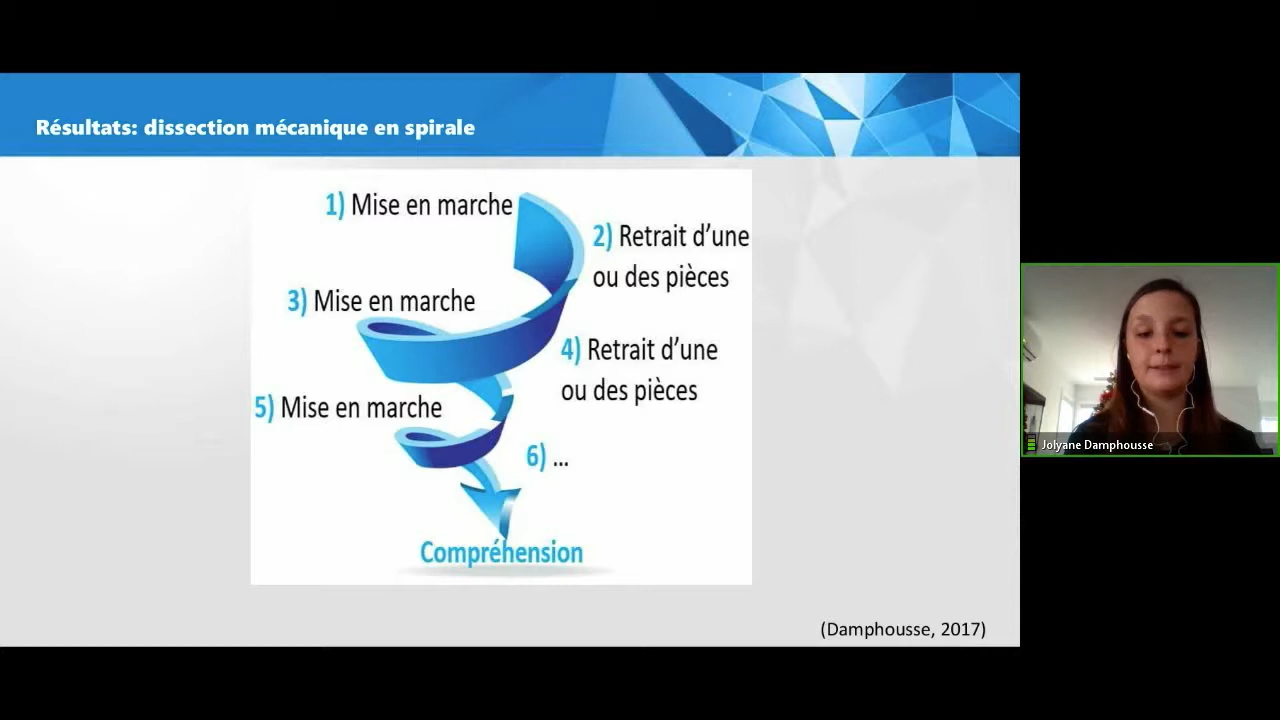 Résultats: dissection mécanique en spirale
1) Mise en marche
2) Retrait d’une
ou des pièces
3) Mise en marche
4) Retrait d’une
ou des pièces
5) Mise en marche
6) ...
Compréhension
(Damphousse, 2017)
Jolyane Damphousse